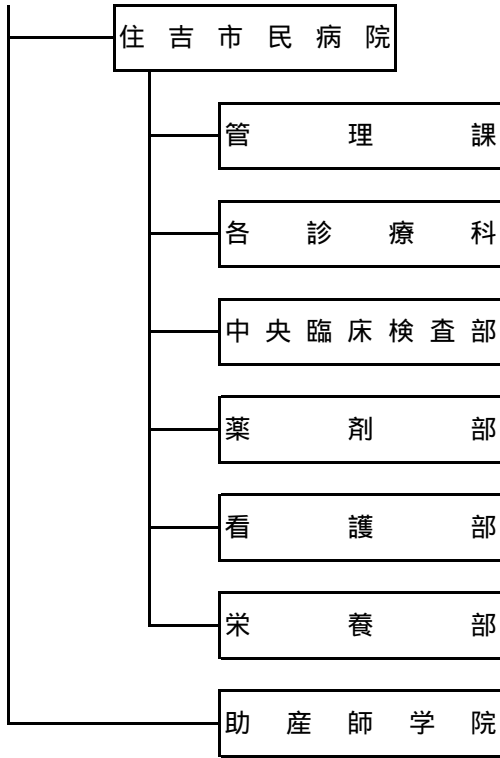 住吉市民病院
管理課
各診療科
中央臨床検査部
薬剤部
看護部
栄養部
助産師学院